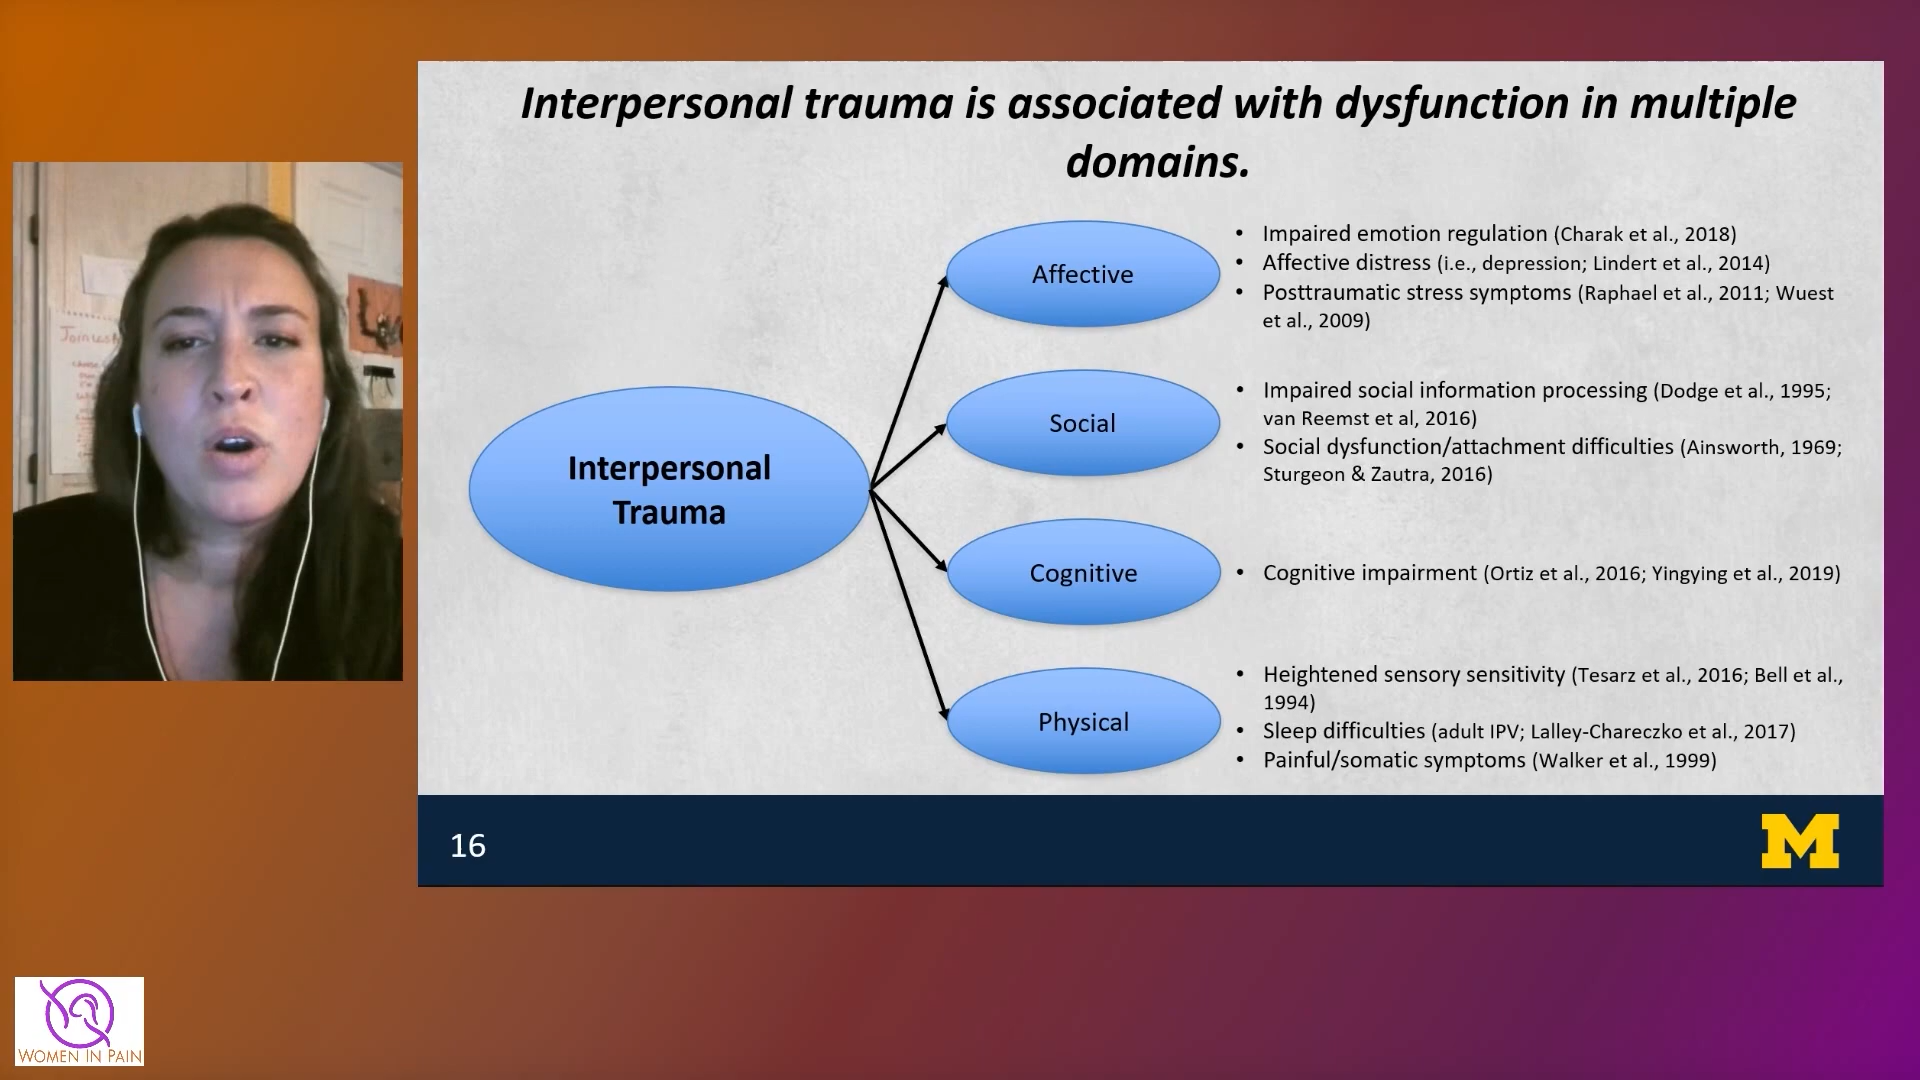 Interpersonal trauma is associated with dysfunction in multiple
domains.
Interpersonal
Trauma
Affective
• Impaired emotion regulation (Charak et al., 2018)
• Affective distress (i.e., depression; Lindert et al., 2014)
• Posttraumatic stress symptoms (Raphael et al., 2011; Wuest
et al., 2009)
Social
• Impaired social information processing (Dodge et al., 1995;
van Reemst et al, 2016)
• Social dysfunction/attachment difficulties (Ainsworth, 1969;
Sturgeon & Zautra, 2016)
Cognitive
• Cognitive impairment (Ortiz et al., 2016; Yingying et al., 2019)
Physical
• Heightened sensory sensitivity (Tesarz et al., 2016; Bell et al.,
1994)
• Sleep difficulties (adult IPV; Lalley-Chareczko et al., 2017)
• Painful/somatic symptoms (Walker et al., 1999)
16
M
WOMEN IN PAIN